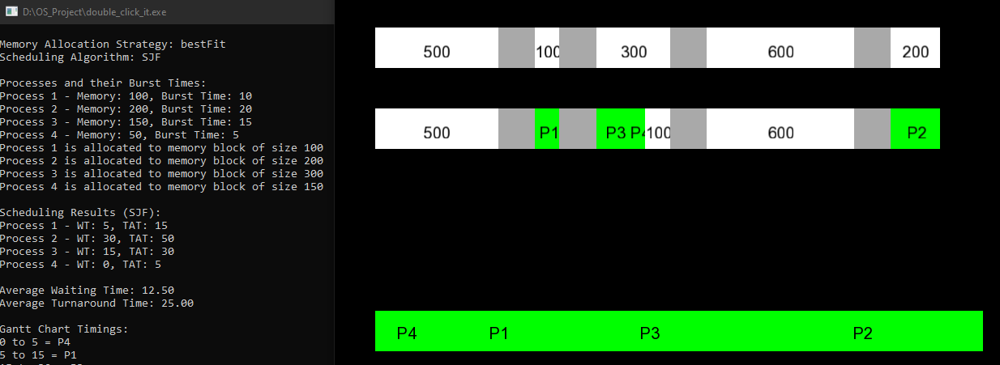 D:\OS_Project\double_click_it.exe
Memory Allocation Strategy: bestFit
Scheduling Algorithm: SJF
Processes and their Burst Times:
Process 1 - Memory: 100, Burst Time: 10
Process 2 - Memory: 200, Burst Time: 20
Process 3 - Memory: 150, Burst Time: 15
Process 4 - Memory: 50, Burst Time: 5
Process 1 is allocated to memory block of size 100
Process 2 is allocated to memory block of size 200
Process 3 is allocated to memory block of size 300
Process 4 is allocated to memory block of size 150
Scheduling Results (SJF):
Process 1 - WT: 5, TAT: 15
Process 2 - WT: 30, TAT: 50
Process 3 - WT: 15, TAT: 30
Process 4 - WT: 0, TAT: 5
Average Waiting Time: 12.50
Average Turnaround Time: 25.00
Gantt Chart Timings:
0 to 5 = P4
5 to 15 = P1
500 100 300 600 200
500 P1 P3 P4 100 600 P2
P4 P1 P3 P2